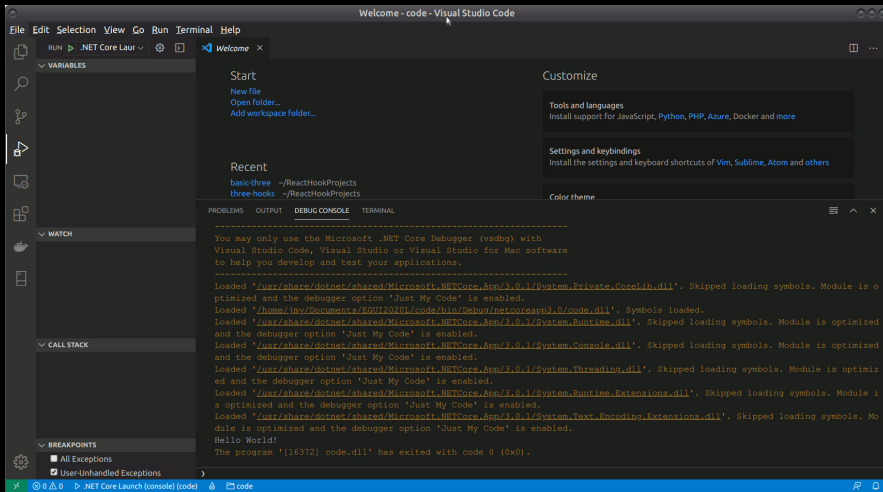 Welcome - code - Visual Studio Code
File Edit Selection View Go Run Terminal Help
RUN .NET Core Laur
Welcome
VARIABLES
WATCH
CALL STACK
BREAKPOINTS
All Exceptions
User-Unhandled Exceptions
Start
New file
Open folder...
Add workspace folder...
Recent
basic-three ~/ReactHookProjects
three-hooks ~/ReactHookProjects
Customize
Tools and languages
Install support for JavaScript, Python, PHP, Azure, Docker and more
Settings and keybindings
Install the settings and keyboard shortcuts of Vim, Sublime, Atom and others
Color theme
PROBLEMS OUTPUT DEBUG CONSOLE TERMINAL
-------------------------------------------------------------------
You may only use the Microsoft .NET Core Debugger (vsdbg) with
Visual Studio Code, Visual Studio or Visual Studio for Mac software
to help you develop and test your applications.
-------------------------------------------------------------------
Loaded '/usr/share/dotnet/shared/Microsoft.NETCore.App/3.0.1/System.Private.CoreLib.dll'. Skipped loading symbols. Module is o
ptimized and the debugger option 'Just My Code' is enabled.
Loaded '/home/jmy/Documents/EGUI2020L/code/bin/Debug/netcoreapp3.0/code.dll'. Symbols loaded.
Loaded '/usr/share/dotnet/shared/Microsoft.NETCore.App/3.0.1/System.Runtime.dll'. Skipped loading symbols. Module is optimized
and the debugger option 'Just My Code' is enabled.
Loaded '/usr/share/dotnet/shared/Microsoft.NETCore.App/3.0.1/System.Console.dll'. Skipped loading symbols. Module is optimized
and the debugger option 'Just My Code' is enabled.
Loaded '/usr/share/dotnet/shared/Microsoft.NETCore.App/3.0.1/System.Threading.dll'. Skipped loading symbols. Module is optimiz
ed and the debugger option 'Just My Code' is enabled.
Loaded '/usr/share/dotnet/shared/Microsoft.NETCore.App/3.0.1/System.Runtime.Extensions.dll'. Skipped loading symbols. Module i
s optimized and the debugger option 'Just My Code' is enabled.
Loaded '/usr/share/dotnet/shared/Microsoft.NETCore.App/3.0.1/System.Text.Encoding.Extensions.dll'. Skipped loading symbols. Mo
dule is optimized and the debugger option 'Just My Code' is enabled.
Hello World!
The program '[16372] code.dll' has exited with code 0 (0x0).
0 0 .NET Core Launch (console) (code) code